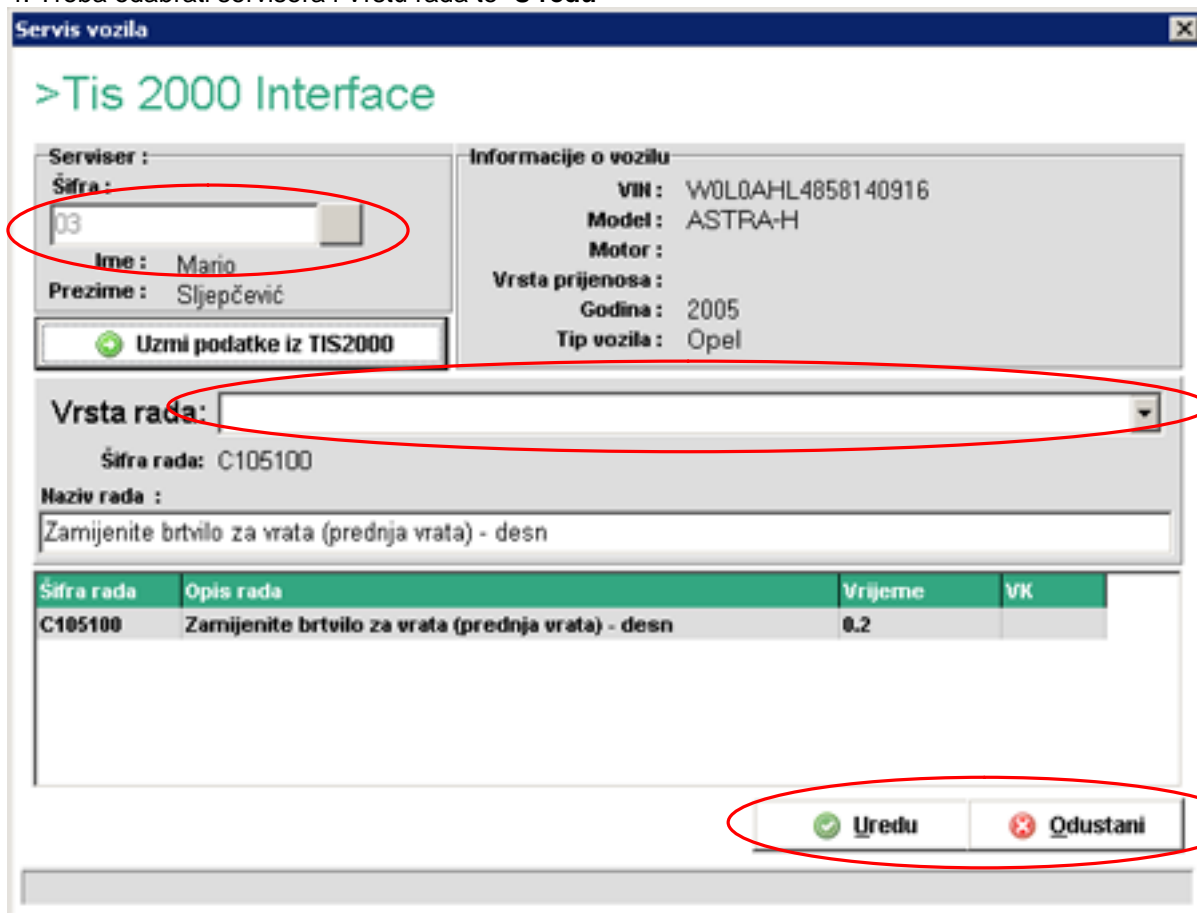 Servis vozila
>Tis 2000 Interface
Serviser :
Šifra :
03
Ime : Mario
Prezime : Sljepčević
Uzmi podatke iz TIS2000
Informacije o vozilu
VIN : W0L0AHL4858140916
Model : ASTRA-H
Motor :
Vrsta prijenosa :
Godina : 2005
Tip vozila : Opel
Vrsta rada:
Šifra rada: C105100
Naziv rada :
Zamijenite brtvilo za vrata (prednja vrata) - desn
Šifra rada Opis rada Vrijeme VK
C105100 Zamijenite brtvilo za vrata (prednja vrata) - desn 0.2
Uredu Odustani